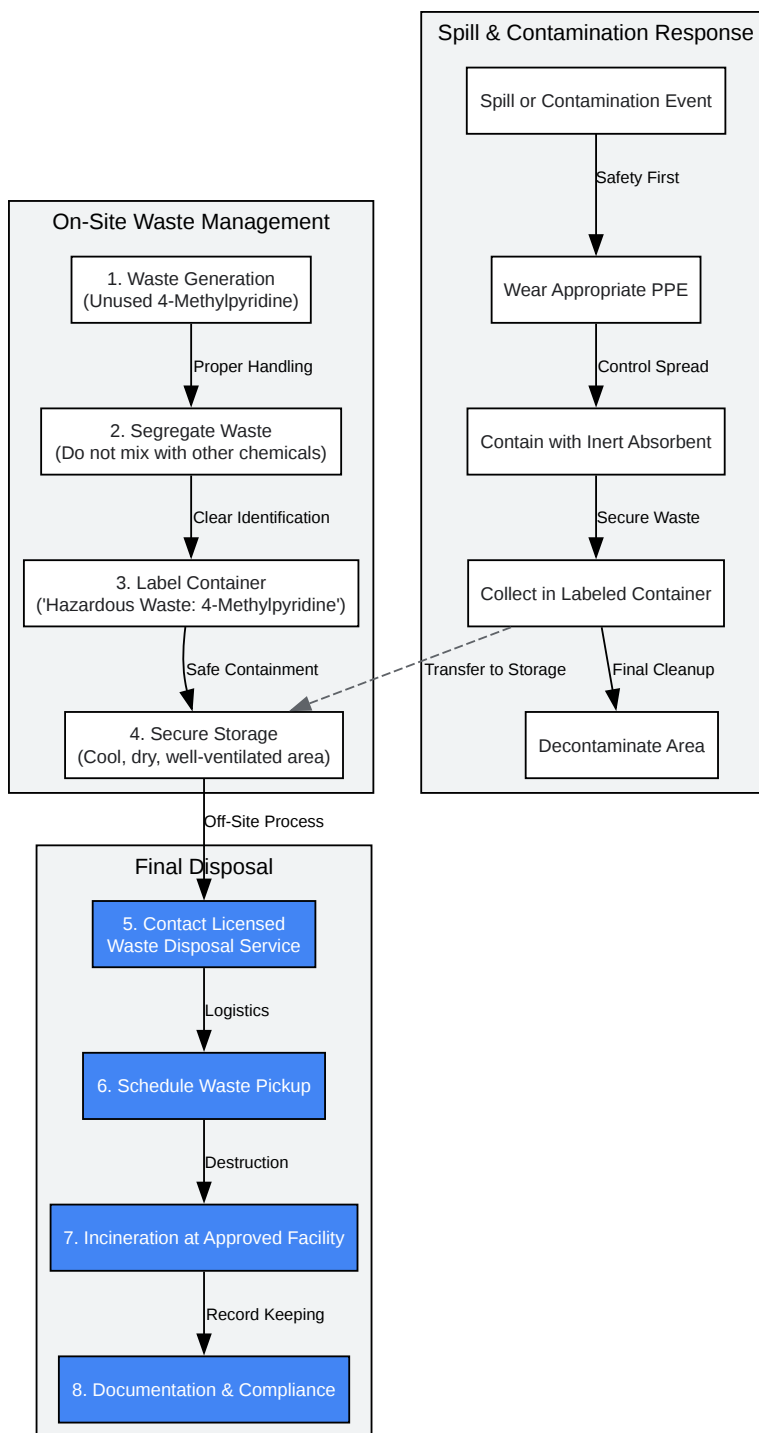 Spill & Contamination Response
Spill or Contamination Event
Safety First
Wear Appropriate PPE
Control Spread
Contain with Inert Absorbent
Secure Waste
Collect in Labeled Container
Transfer to Storage
Final Cleanup
Decontaminate Area
On-Site Waste Management
1. Waste Generation
(Unused 4-Methylpyridine)
Proper Handling
2. Segregate Waste
(Do not mix with other chemicals)
Clear Identification
3. Label Container
('Hazardous Waste: 4-Methylpyridine')
Safe Containment
4. Secure Storage
(Cool, dry, well-ventilated area)
Off-Site Process
Final Disposal
5. Contact Licensed
Waste Disposal Service
Logistics
6. Schedule Waste Pickup
Destruction
7. Incineration at Approved Facility
Record Keeping
8. Documentation & Compliance